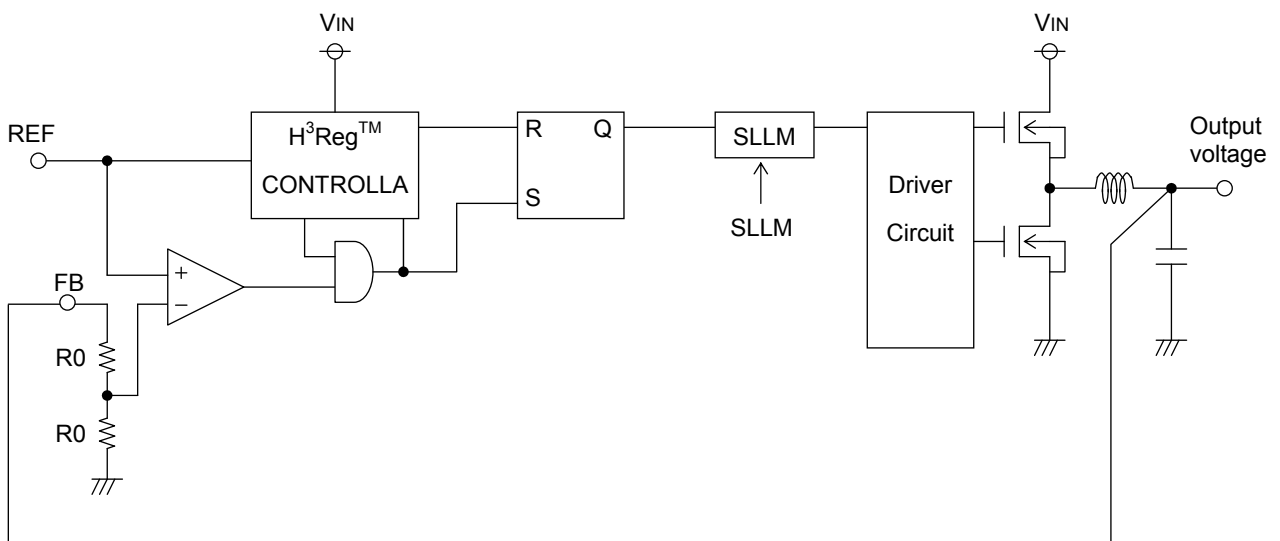 VIN
VIN
REF
H³Reg™
CONTROLLA
R
Q
S
SLLM
SLLM
Driver
Circuit
Output
voltage
+
−
FB
R0
R0